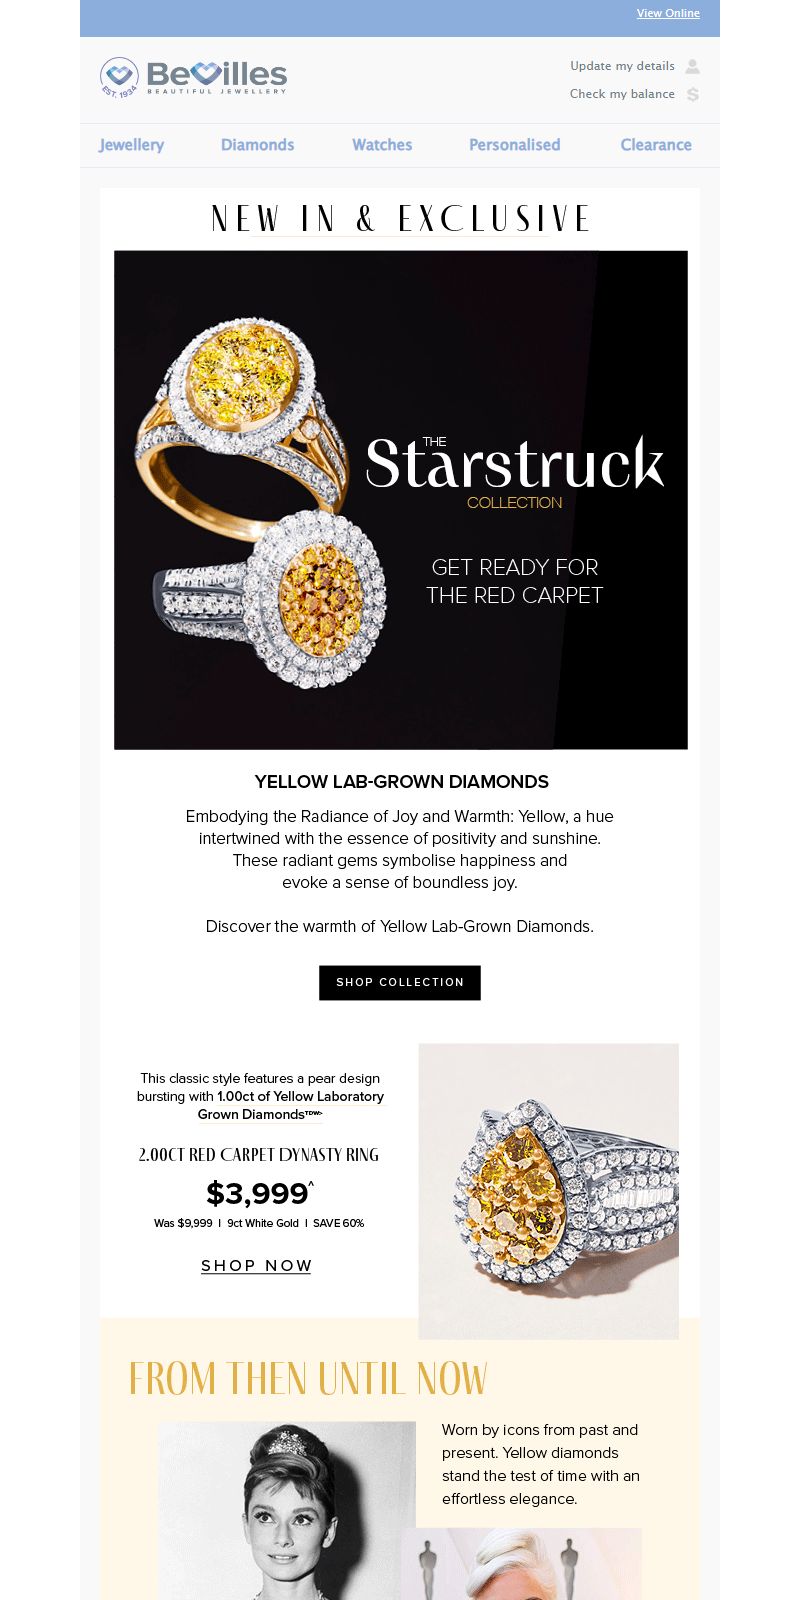 View Online
BeVilles
BEAUTIFUL JEWELLERY
EST. 1934
Update my details
Check my balance
$
Jewellery Diamonds Watches Personalised Clearance
NEW IN & EXCLUSIVE
THE
Starstruck
COLLECTION
GET READY FOR
THE RED CARPET
YELLOW LAB-GROWN DIAMONDS
Embodying the Radiance of Joy and Warmth: Yellow, a hue
intertwined with the essence of positivity and sunshine.
These radiant gems symbolise happiness and
evoke a sense of boundless joy.
Discover the warmth of Yellow Lab-Grown Diamonds.
SHOP COLLECTION
This classic style features a pear design
bursting with 1.00ct of Yellow Laboratory
Grown DiamondsTDW>
2.00CT RED CARPET DYNASTY RING
$3,999^
Was $9,999 | 9ct White Gold | SAVE 60%
SHOP NOW
FROM THEN UNTIL NOW
Worn by icons from past and
present. Yellow diamonds
stand the test of time with an
effortless elegance.